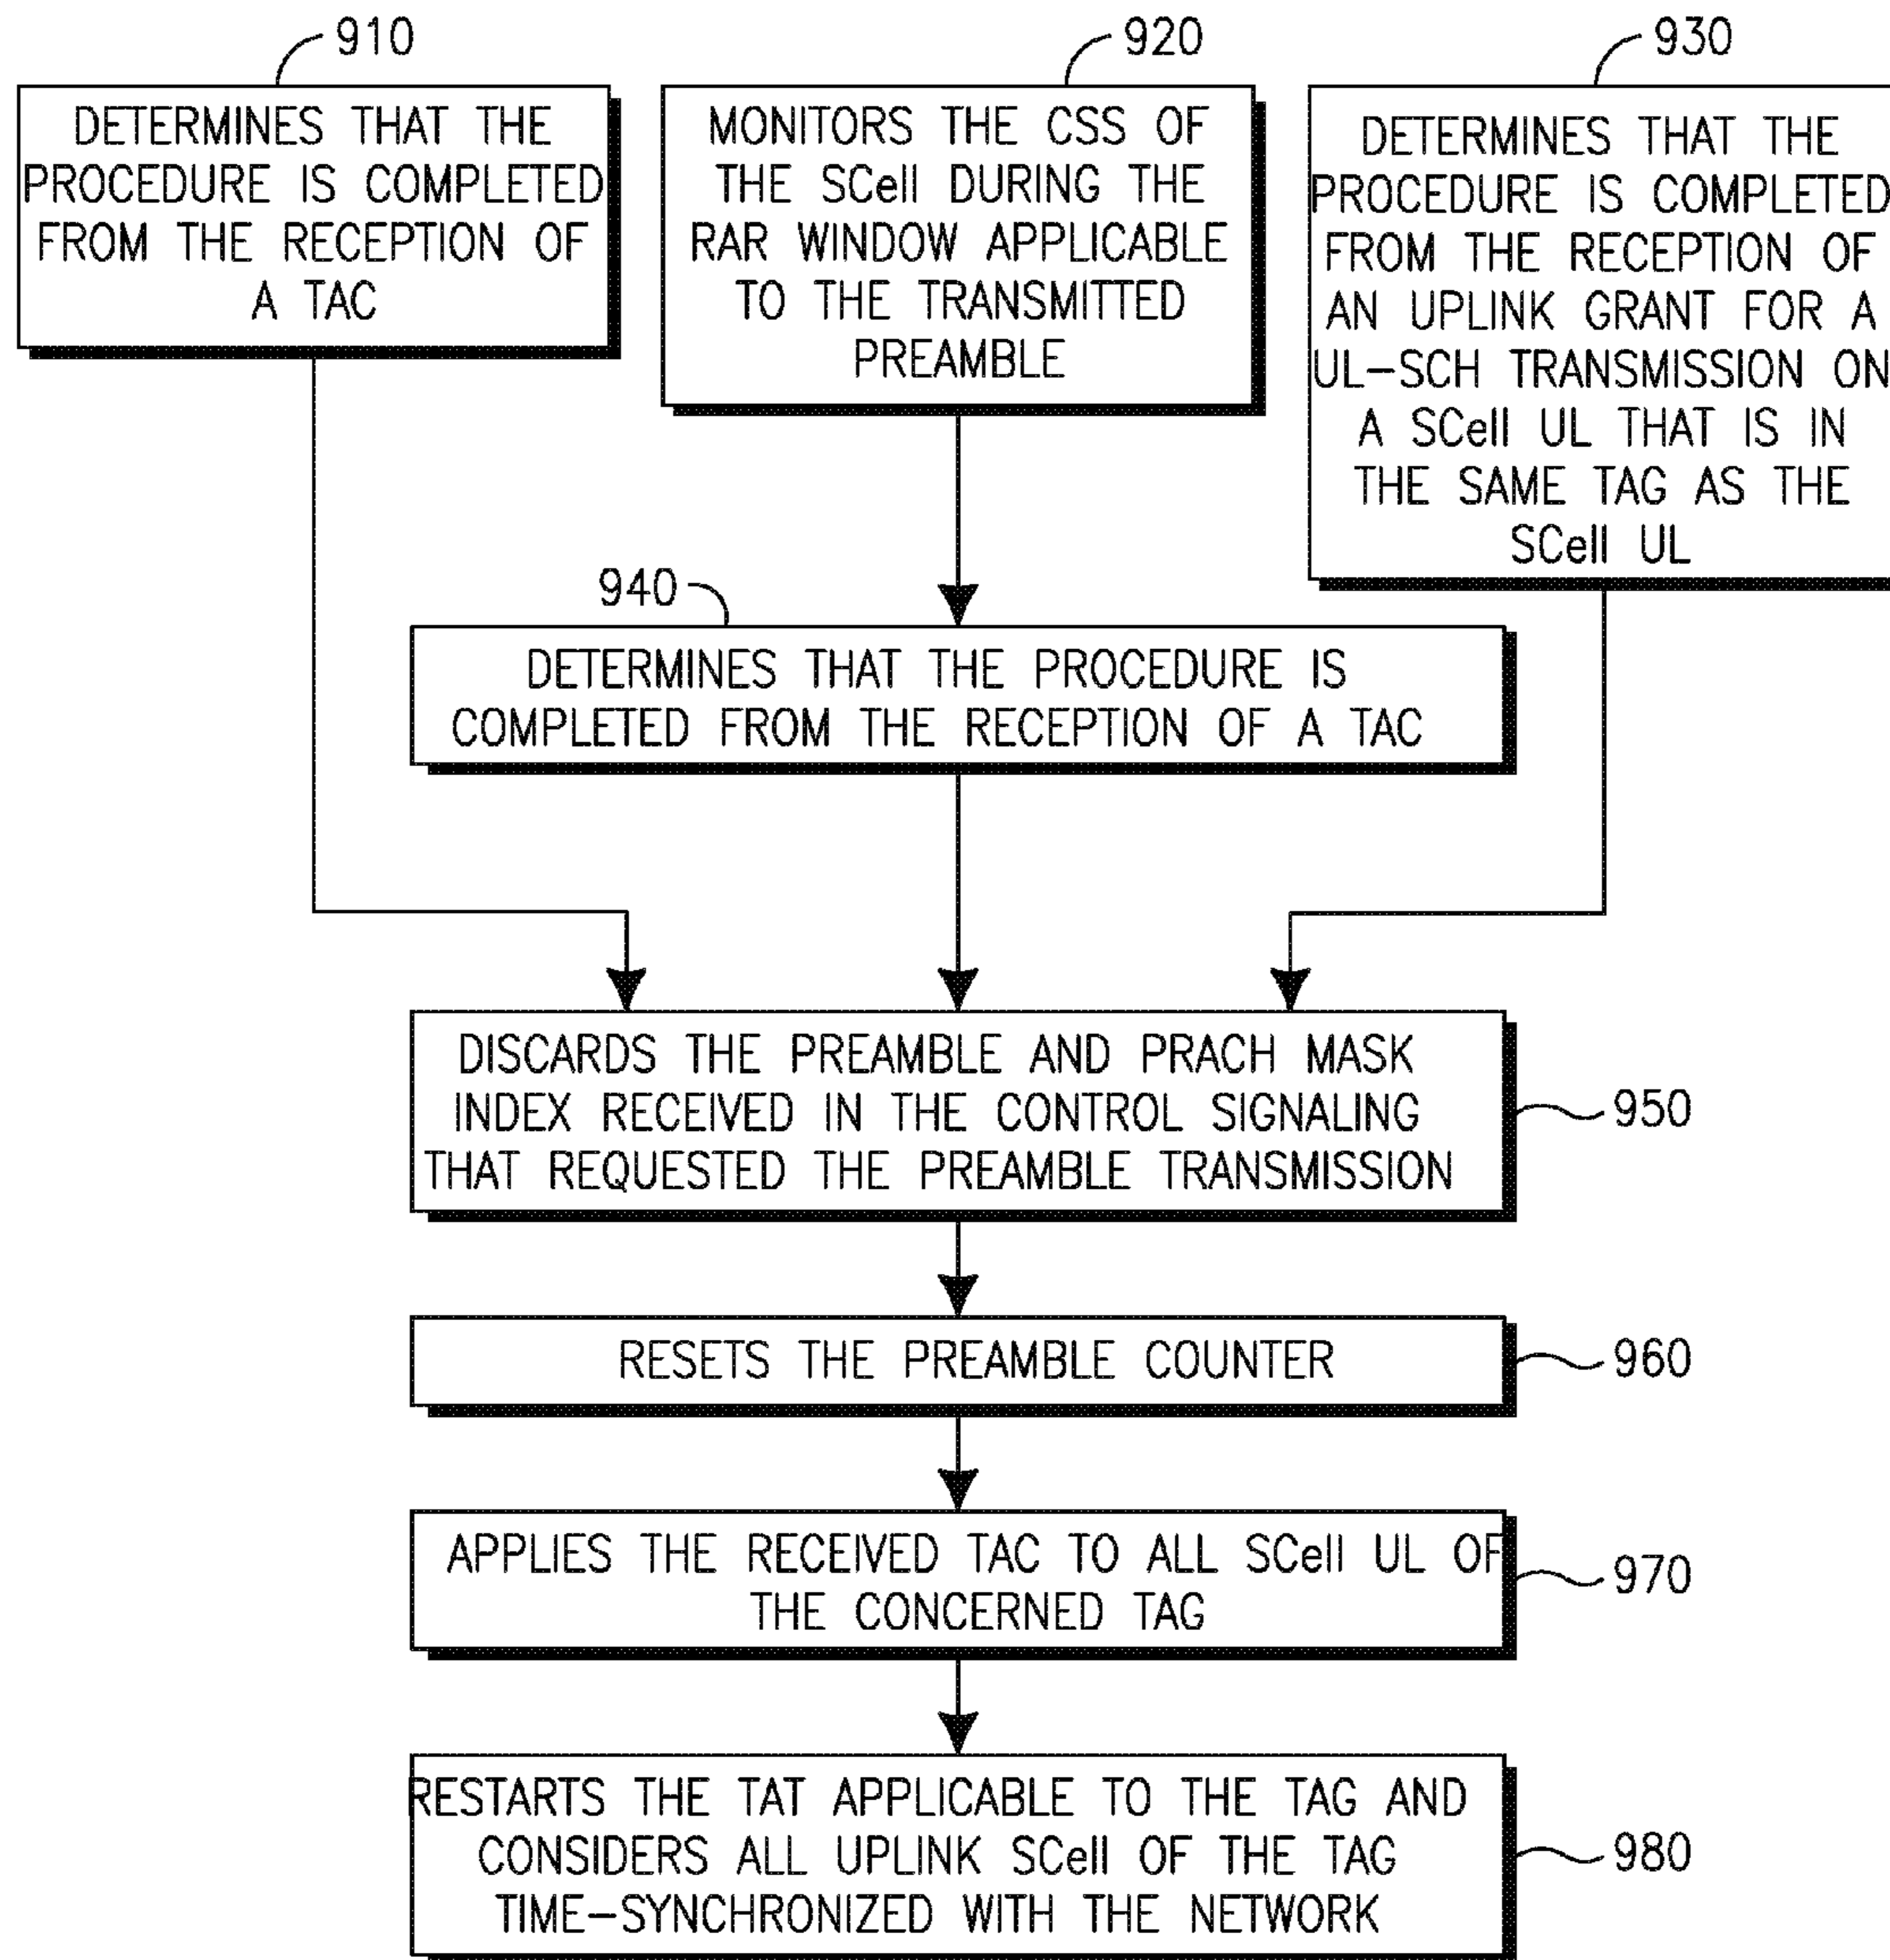 910
DETERMINES THAT THE
PROCEDURE IS COMPLETED
FROM THE RECEPTION OF
A TAC
920
MONITORS THE CSS OF
THE SCell DURING THE
RAR WINDOW APPLICABLE
TO THE TRANSMITTED
PREAMBLE
930
DETERMINES THAT THE
PROCEDURE IS COMPLETED
FROM THE RECEPTION OF
AN UPLINK GRANT FOR A
UL-SCH TRANSMISSION ON
A SCell UL THAT IS IN
THE SAME TAG AS THE
SCell UL
940
DETERMINES THAT THE PROCEDURE IS
COMPLETED FROM THE RECEPTION OF A TAC
DISCARDS THE PREAMBLE AND PRACH MASK
INDEX RECEIVED IN THE CONTROL SIGNALING
THAT REQUESTED THE PREAMBLE TRANSMISSION
950
RESETS THE PREAMBLE COUNTER
960
APPLIES THE RECEIVED TAC TO ALL SCell UL OF
THE CONCERNED TAG
970
RESTARTS THE TAT APPLICABLE TO THE TAG AND
CONSIDERS ALL UPLINK SCell OF THE TAG
TIME-SYNCHRONIZED WITH THE NETWORK
980